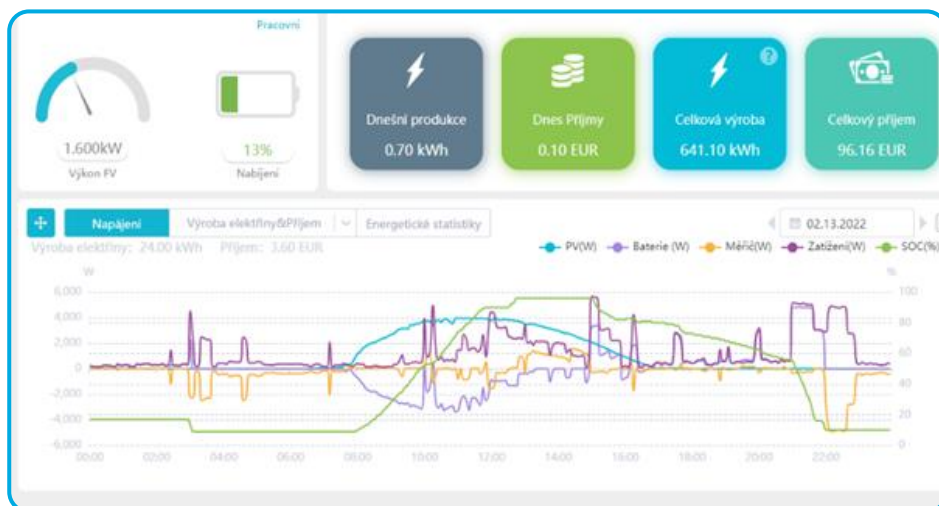 Pracovní
1.600kW
Výkon FV
13%
Nabíjení
Dnešní produkce
0.70 kWh
Dnes Příjmy
0.10 EUR
Celková výroba
641.10 kWh
Celkový příjem
96.16 EUR
Napájení
Výroba elektřiny&Příjem
Energetické statistiky
02.13.2022
Výroba elektřiny: 24.00 kWh Příjem: 3.60 EUR
PV(W) Baterie (W) Měřič(W) Zatížení(W) SOC(%)
W %
6,000 100
4,000 80
2,000 60
0 40
-2,000
-4,000 20
-6,000 0
00:00 02:00 04:00 06:00 08:00 10:00 12:00 14:00 16:00 18:00 20:00 22:00